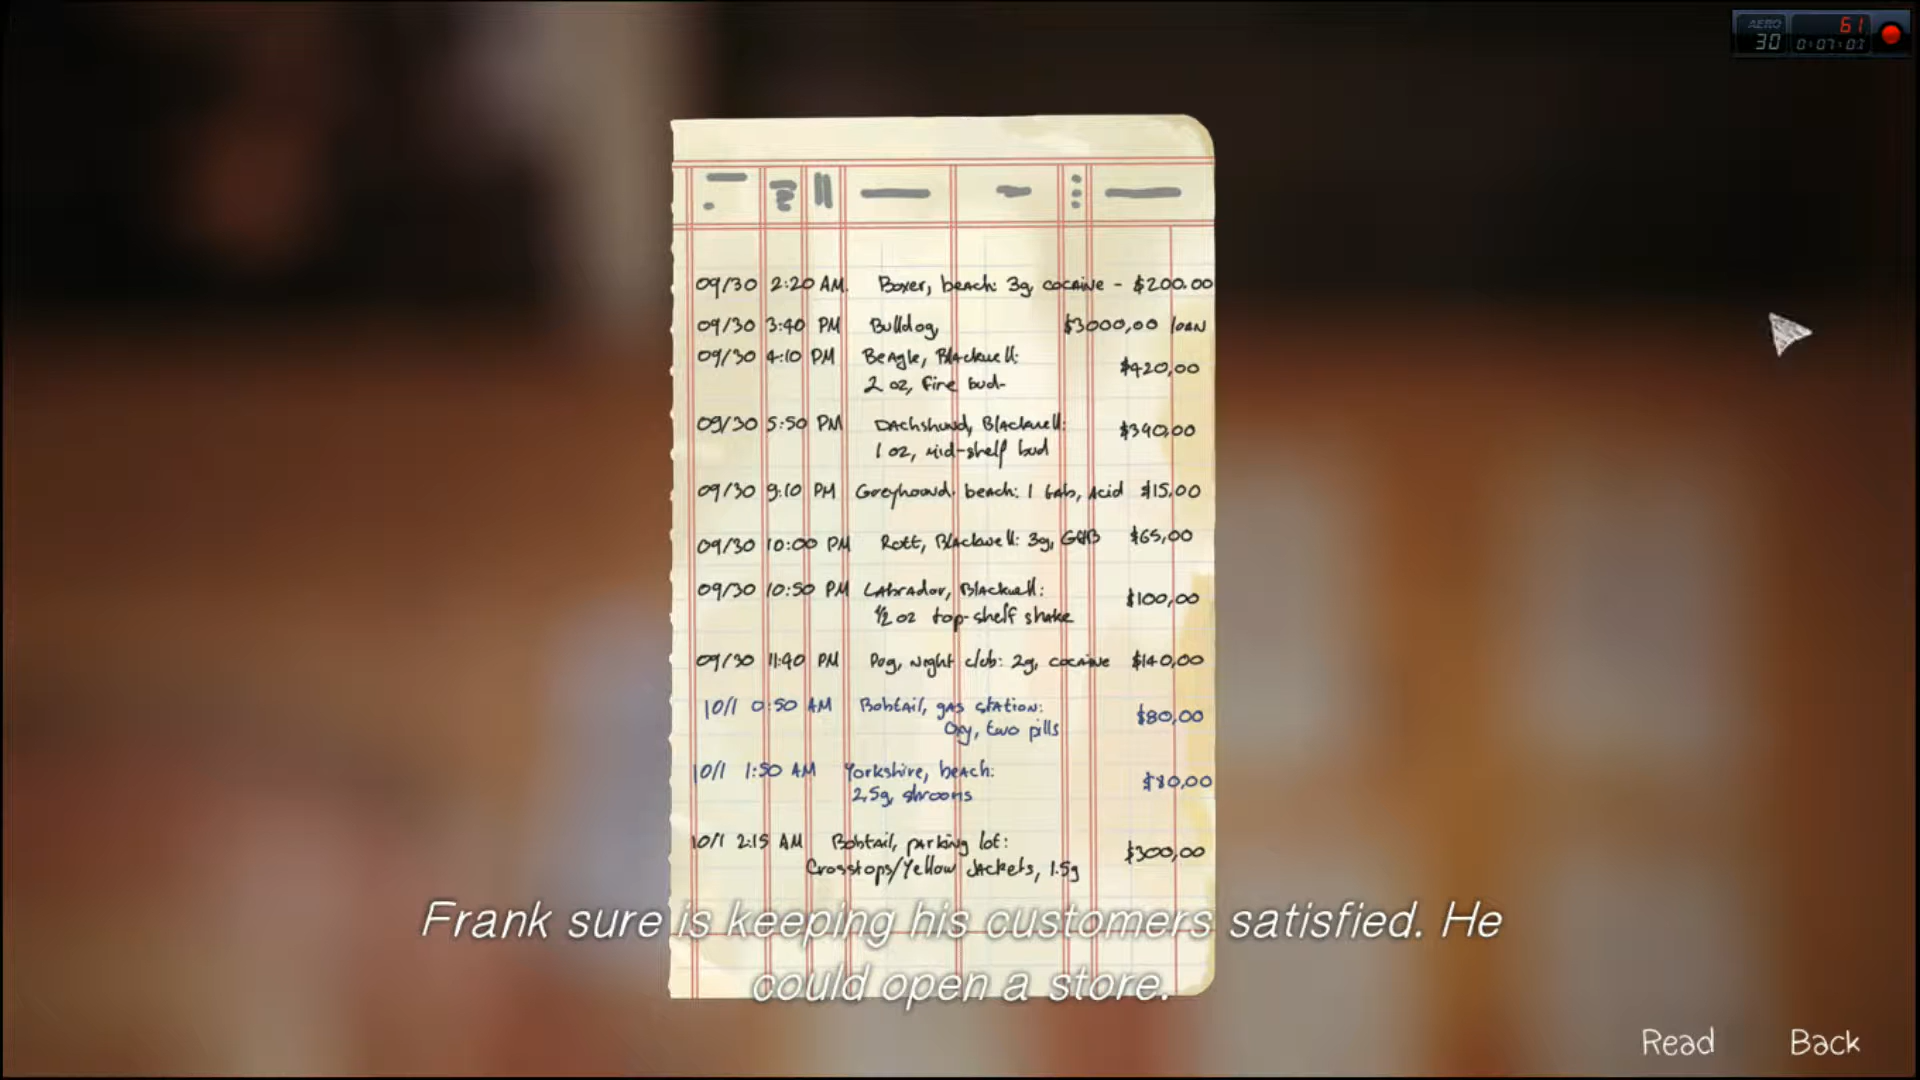 AERO 61
30 0:07:02
09/30 2:20 AM. Boxer, beach: 3g, cocaine - $200.00
09/30 3:40 PM Bulldog, $3000,00 loan
09/30 4:10 PM Beagle, Blackwell:
2 oz, fire bud- $420,00
09/30 5:50 PM Dachshund, Blackwell: $340,00
1 oz, mid-shelf bud
09/30 9:10 PM Greyhound, beach: 1 tab, acid $15.00
09/30 10:00 PM Rott, Blackwell: 3g, GHB $65,00
09/30 10:50 PM Labrador, Blackwell: $100,00
1/2 oz top-shelf shake
09/30 11:40 PM Pug, night club: 2g, cocaine $140,00
10/1 0:50 AM Bobtail, gas station: $80,00
Oxy, two pills
10/1 1:50 AM Yorkshire, beach: $80,00
2,5g, shrooms
10/1 2:15 AM Bobtail, parking lot: $300,00
Crosstops/Yellow Jackets, 1.5g
Frank sure is keeping his customers satisfied. He
could open a store.
Read Back